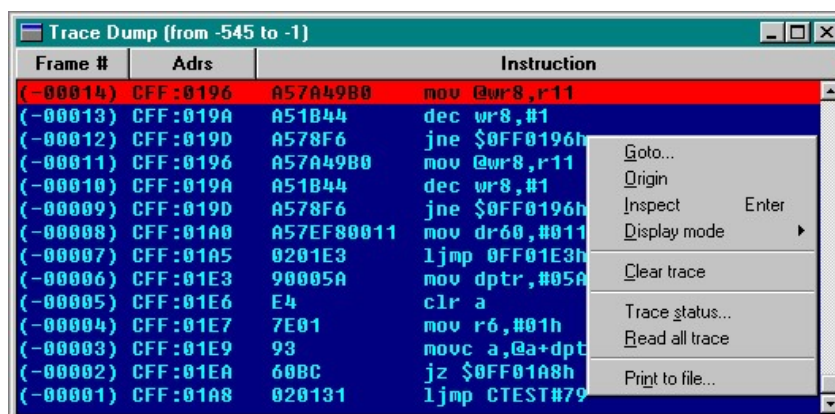 Trace Dump (from -545 to -1)
Frame # Adrs Instruction
(-00014) CFF:0196 A57A49B0 mov @wr8,r11
(-00013) CFF:019A A51B44 dec wr8,#1
(-00012) CFF:019D A578F6 jne $0FF0196h
(-00011) CFF:0196 A57A49B0 mov @wr8,r11
(-00010) CFF:019A A51B44 dec wr8,#1
(-00009) CFF:019D A578F6 jne $0FF0196h
(-00008) CFF:01A0 A57EF80011 mov dr60,#011
(-00007) CFF:01A5 0201E3 ljmp 0FF01E3h
(-00006) CFF:01E3 90005A mov dptr,#05A
(-00005) CFF:01E6 E4 clr a
(-00004) CFF:01E7 7E01 mov r6,#01h
(-00003) CFF:01E9 93 movc a,@a+dpt
(-00002) CFF:01EA 60BC jz $0FF01A8h
(-00001) CFF:01A8 020131 ljmp CTEST#79
Goto...
Origin
Inspect Enter
Display mode
Clear trace
Trace status...
Read all trace
Print to file...